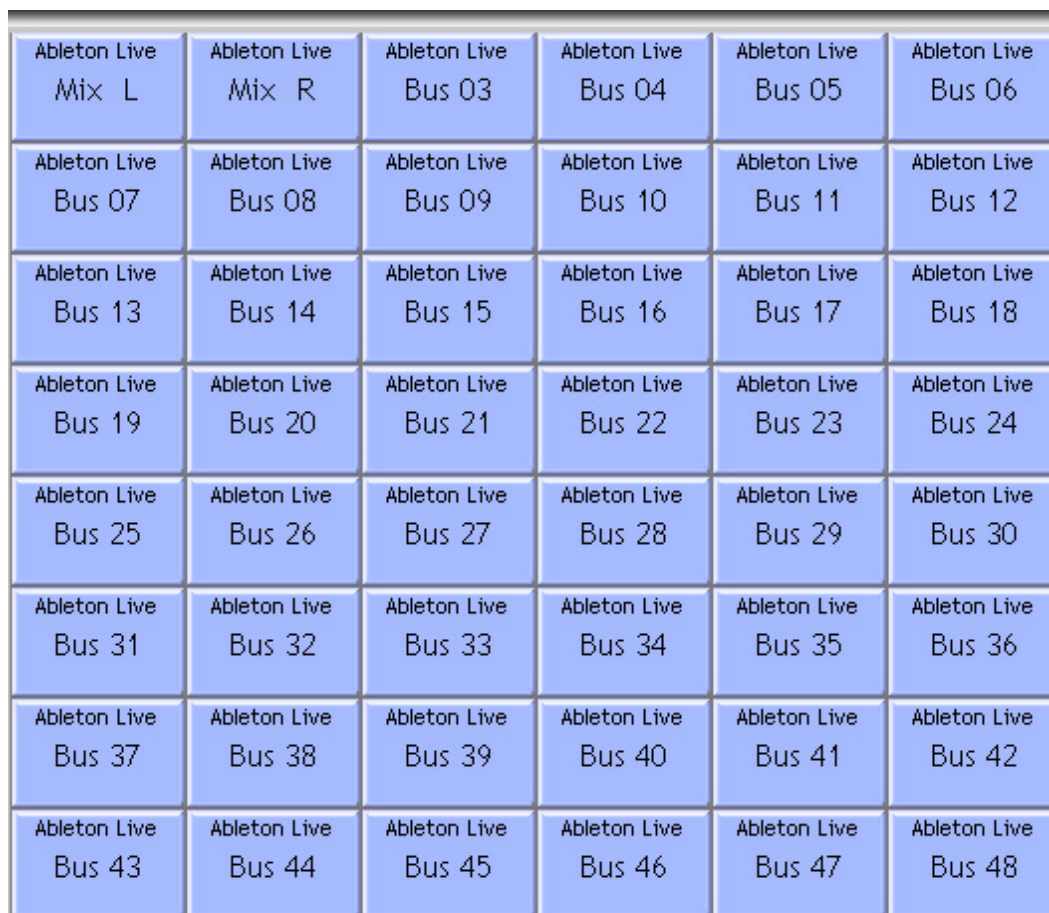 Ableton Live Ableton Live Ableton Live Ableton Live Ableton Live Ableton Live
Mix L Mix R Bus 03 Bus 04 Bus 05 Bus 06
Ableton Live Ableton Live Ableton Live Ableton Live Ableton Live Ableton Live
Bus 07 Bus 08 Bus 09 Bus 10 Bus 11 Bus 12
Ableton Live Ableton Live Ableton Live Ableton Live Ableton Live Ableton Live
Bus 13 Bus 14 Bus 15 Bus 16 Bus 17 Bus 18
Ableton Live Ableton Live Ableton Live Ableton Live Ableton Live Ableton Live
Bus 19 Bus 20 Bus 21 Bus 22 Bus 23 Bus 24
Ableton Live Ableton Live Ableton Live Ableton Live Ableton Live Ableton Live
Bus 25 Bus 26 Bus 27 Bus 28 Bus 29 Bus 30
Ableton Live Ableton Live Ableton Live Ableton Live Ableton Live Ableton Live
Bus 31 Bus 32 Bus 33 Bus 34 Bus 35 Bus 36
Ableton Live Ableton Live Ableton Live Ableton Live Ableton Live Ableton Live
Bus 37 Bus 38 Bus 39 Bus 40 Bus 41 Bus 42
Ableton Live Ableton Live Ableton Live Ableton Live Ableton Live Ableton Live
Bus 43 Bus 44 Bus 45 Bus 46 Bus 47 Bus 48